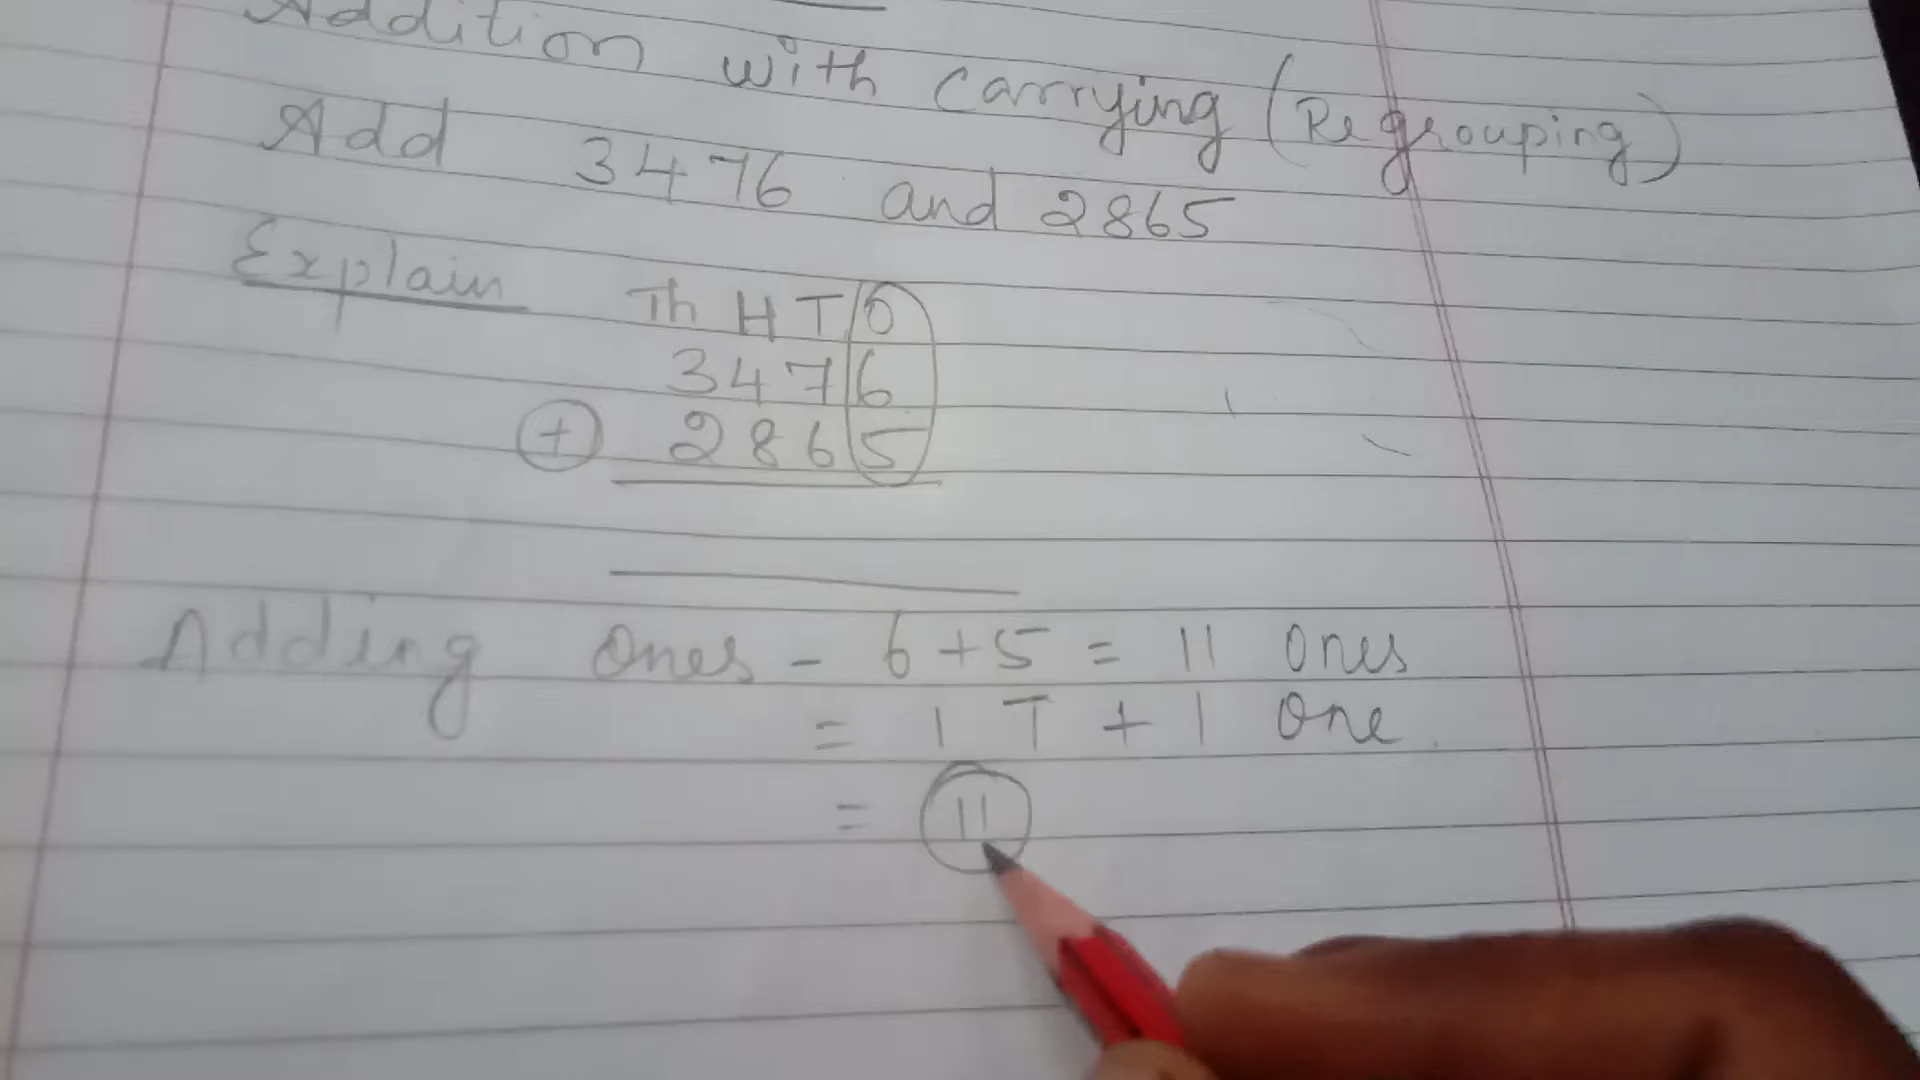 Addition with carrying (Regrouping)
Add 3476 and 2865
Explain Th H T O
3476
+ 2865
Adding Ones - 6+5 = 11 Ones
= 1 T + 1 One.
= 11